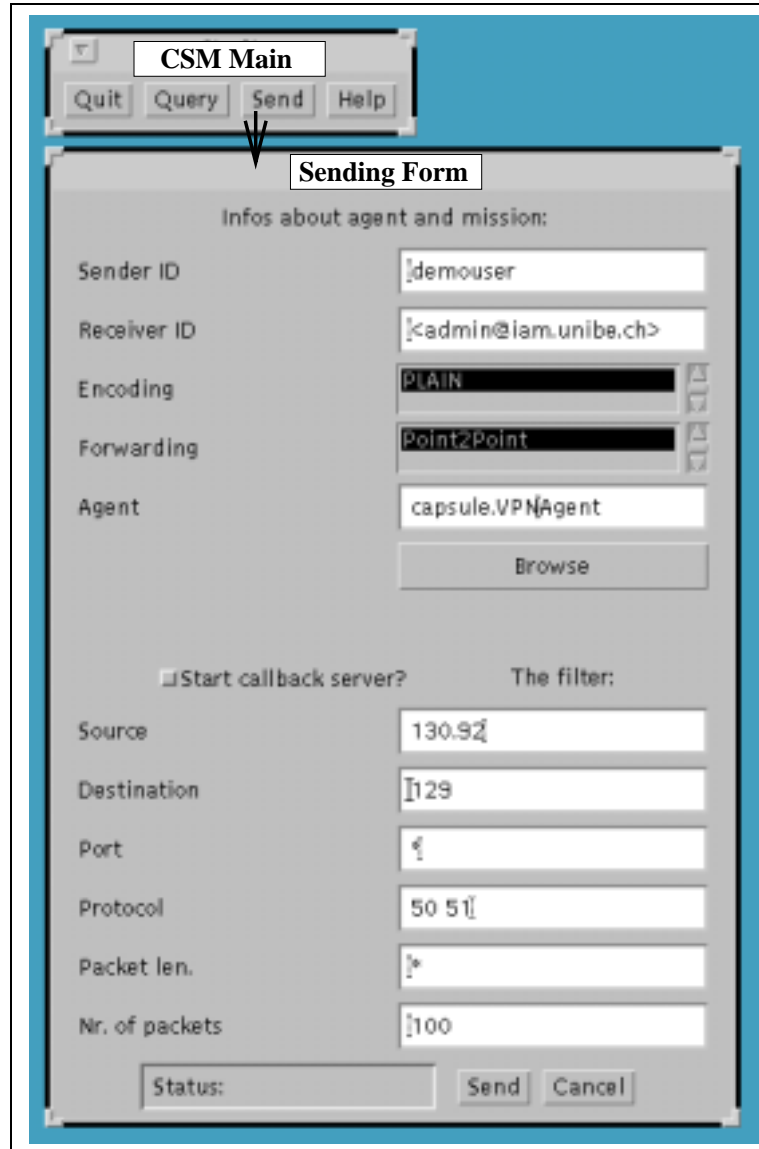 CSM Main
Quit Query Send Help
Sending Form
Infos about agent and mission:
Sender ID demouser
Receiver ID <admin@iam.unibe.ch>
Encoding PLAIN
Forwarding Point2Point
Agent capsule.VPNAgent
Browse
Start callback server? The filter:
Source 130.92
Destination 129
Port *
Protocol 50 51
Packet len. *
Nr. of packets 100
Status: Send Cancel